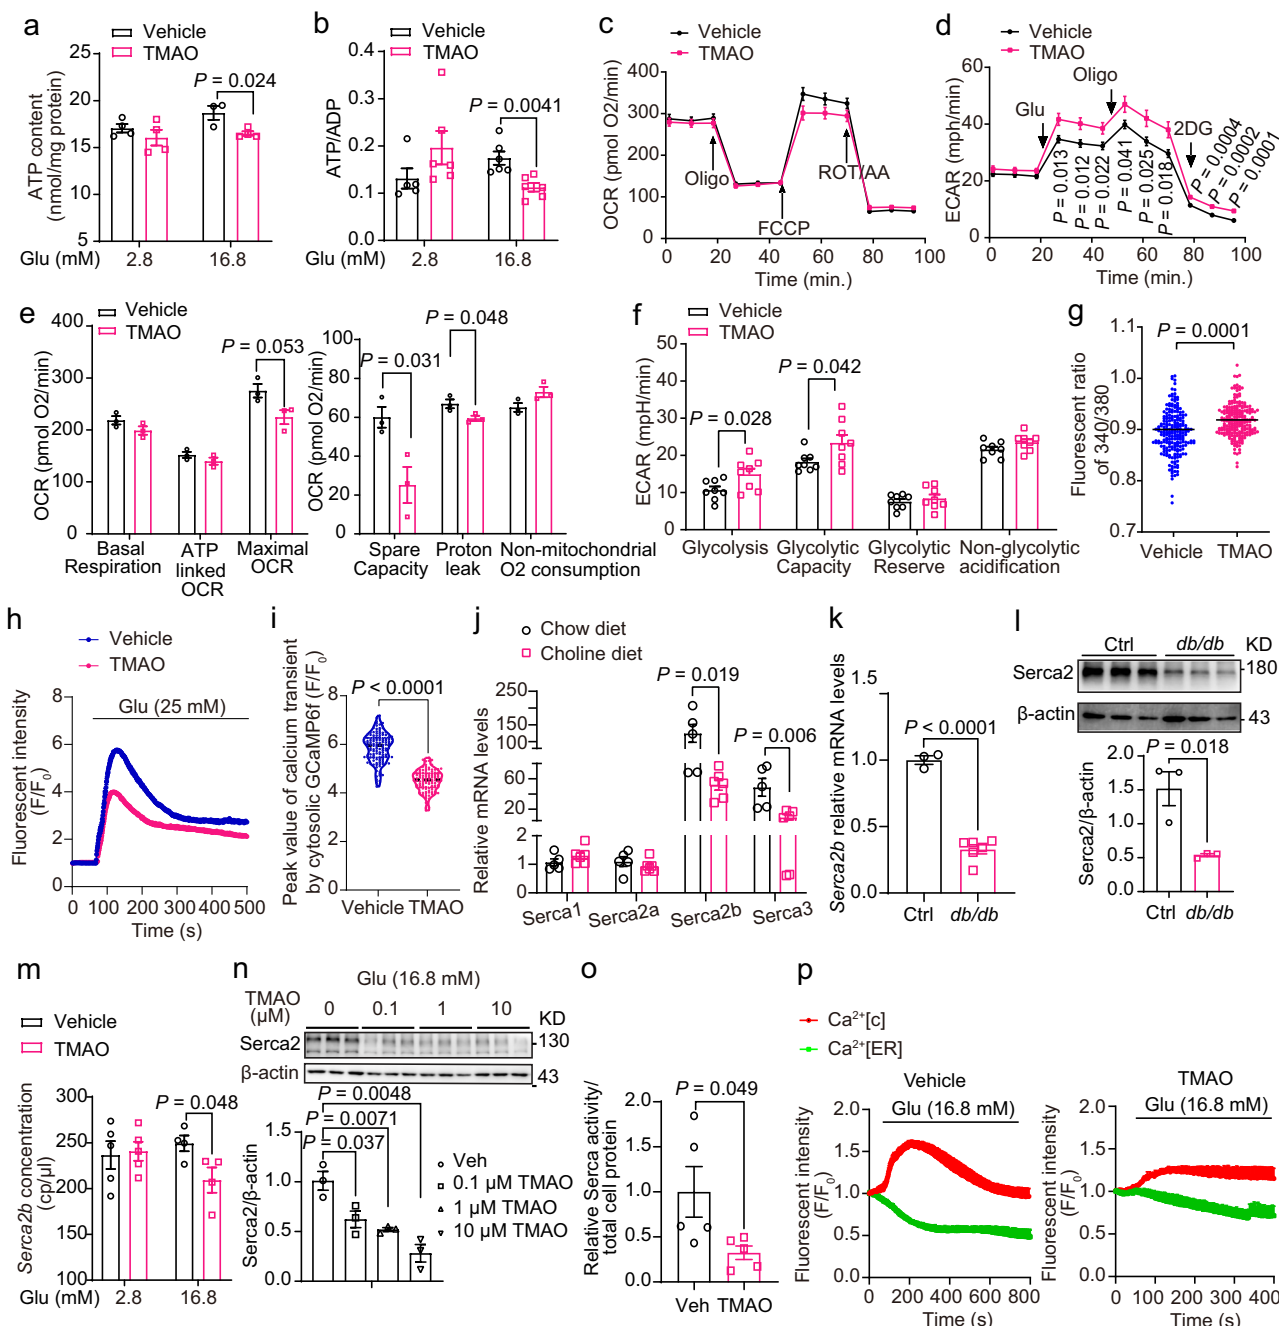 a
Vehicle
TMAO
25
20
15
10
5
P = 0.024
ATP content
(nmol/mg protein)
Glu (mM)
2.8
16.8
b
Vehicle
TMAO
0.4
0.3
0.2
0.1
0.0
P = 0.0041
ATP/ADP
Glu (mM)
2.8
16.8
c
Vehicle
TMAO
400
300
200
100
0
OCR (pmol O2/min)
Oligo
FCCP
ROT/AA
0 20 40 60 80 100
Time (min.)
d
Vehicle
TMAO
60
40
20
0
ECAR (mph/min)
Glu
Oligo
2DG
P = 0.013
P = 0.012
P = 0.022
P = 0.041
P = 0.025
P = 0.018
P = 0.0004
P = 0.0002
P = 0.0001
0 20 40 60 80 100
Time (min.)
e
Vehicle
TMAO
400
300
200
100
0
OCR (pmol O2/min)
P = 0.053
Basal
Respiration
ATP
linked
OCR
Maximal
OCR
100
80
60
40
20
0
OCR (pmol O2/min)
P = 0.031
P = 0.048
Spare
Capacity
Proton
leak
Non-mitochondrial
O2 consumption
f
Vehicle
TMAO
50
40
30
20
10
0
ECAR (mpH/min)
P = 0.028
P = 0.042
Glycolysis
Glycolytic
Capacity
Glycolytic
Reserve
Non-glycolytic
acidification
g
1.1
1.0
0.9
0.8
0.7
P = 0.0001
Fluorescent ratio
of 340/380
Vehicle TMAO
h
Vehicle
TMAO
Glu (25 mM)
8
6
4
2
0
Fluorescent intensity
(F/F₀)
0 100 200 300 400 500
Time (s)
i
Peak value of calcium transient
by cytosolic GCaMP6f (F/F₀)
P < 0.0001
8
7
6
5
4
3
1
0
Vehicle TMAO
j
Chow diet
Choline diet
250
200
150
100
60
20
2
1
0
Relative mRNA levels
P = 0.019
P = 0.006
Serca1
Serca2a
Serca2b
Serca3
k
1.5
1.0
0.5
0.0
P < 0.0001
Serca2b relative mRNA levels
Ctrl
db/db
l
Ctrl
db/db
KD
Serca2
180
β-actin
43
2.0
1.5
1.0
0.5
0.0
P = 0.018
Serca2/β-actin
Ctrl db/db
m
Vehicle
TMAO
300
250
200
150
100
P = 0.048
Serca2b concentration
(cp/µl)
Glu (mM)
2.8
16.8
n
Glu (16.8 mM)
TMAO
(µM)
0 0.1 1 10
KD
Serca2
130
β-actin
43
P = 0.0048
P = 0.0071
P = 0.037
1.5
1.0
0.5
0.0
Serca2/β-actin
Veh
0.1 µM TMAO
1 µM TMAO
10 µM TMAO
o
2.0
1.5
1.0
0.5
0.0
P = 0.049
Relative Serca activity/
total cell protein
Veh TMAO
p
Ca²⁺[c]
Ca²⁺[ER]
Vehicle
Glu (16.8 mM)
2.0
1.5
1.0
0.5
0.0
Fluorescent intensity
(F/F₀)
0 200 400 600 800
Time (s)
TMAO
Glu (16.8 mM)
2.0
1.5
1.0
0.5
0.0
Fluorescent intensity
(F/F₀)
0 100 200 300 400
Time (s)